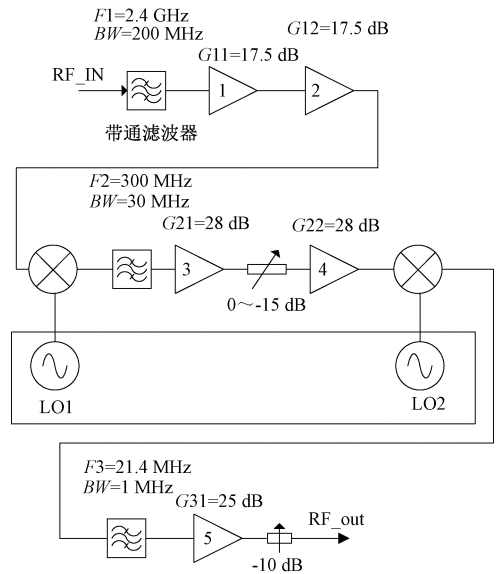 F1=2.4 GHz
BW=200 MHz
G11=17.5 dB
G12=17.5 dB
RF_IN
1
2
带通滤波器
F2=300 MHz
BW=30 MHz
G21=28 dB
G22=28 dB
3
4
0～-15 dB
LO1
LO2
F3=21.4 MHz
BW=1 MHz
G31=25 dB
5
RF_out
-10 dB